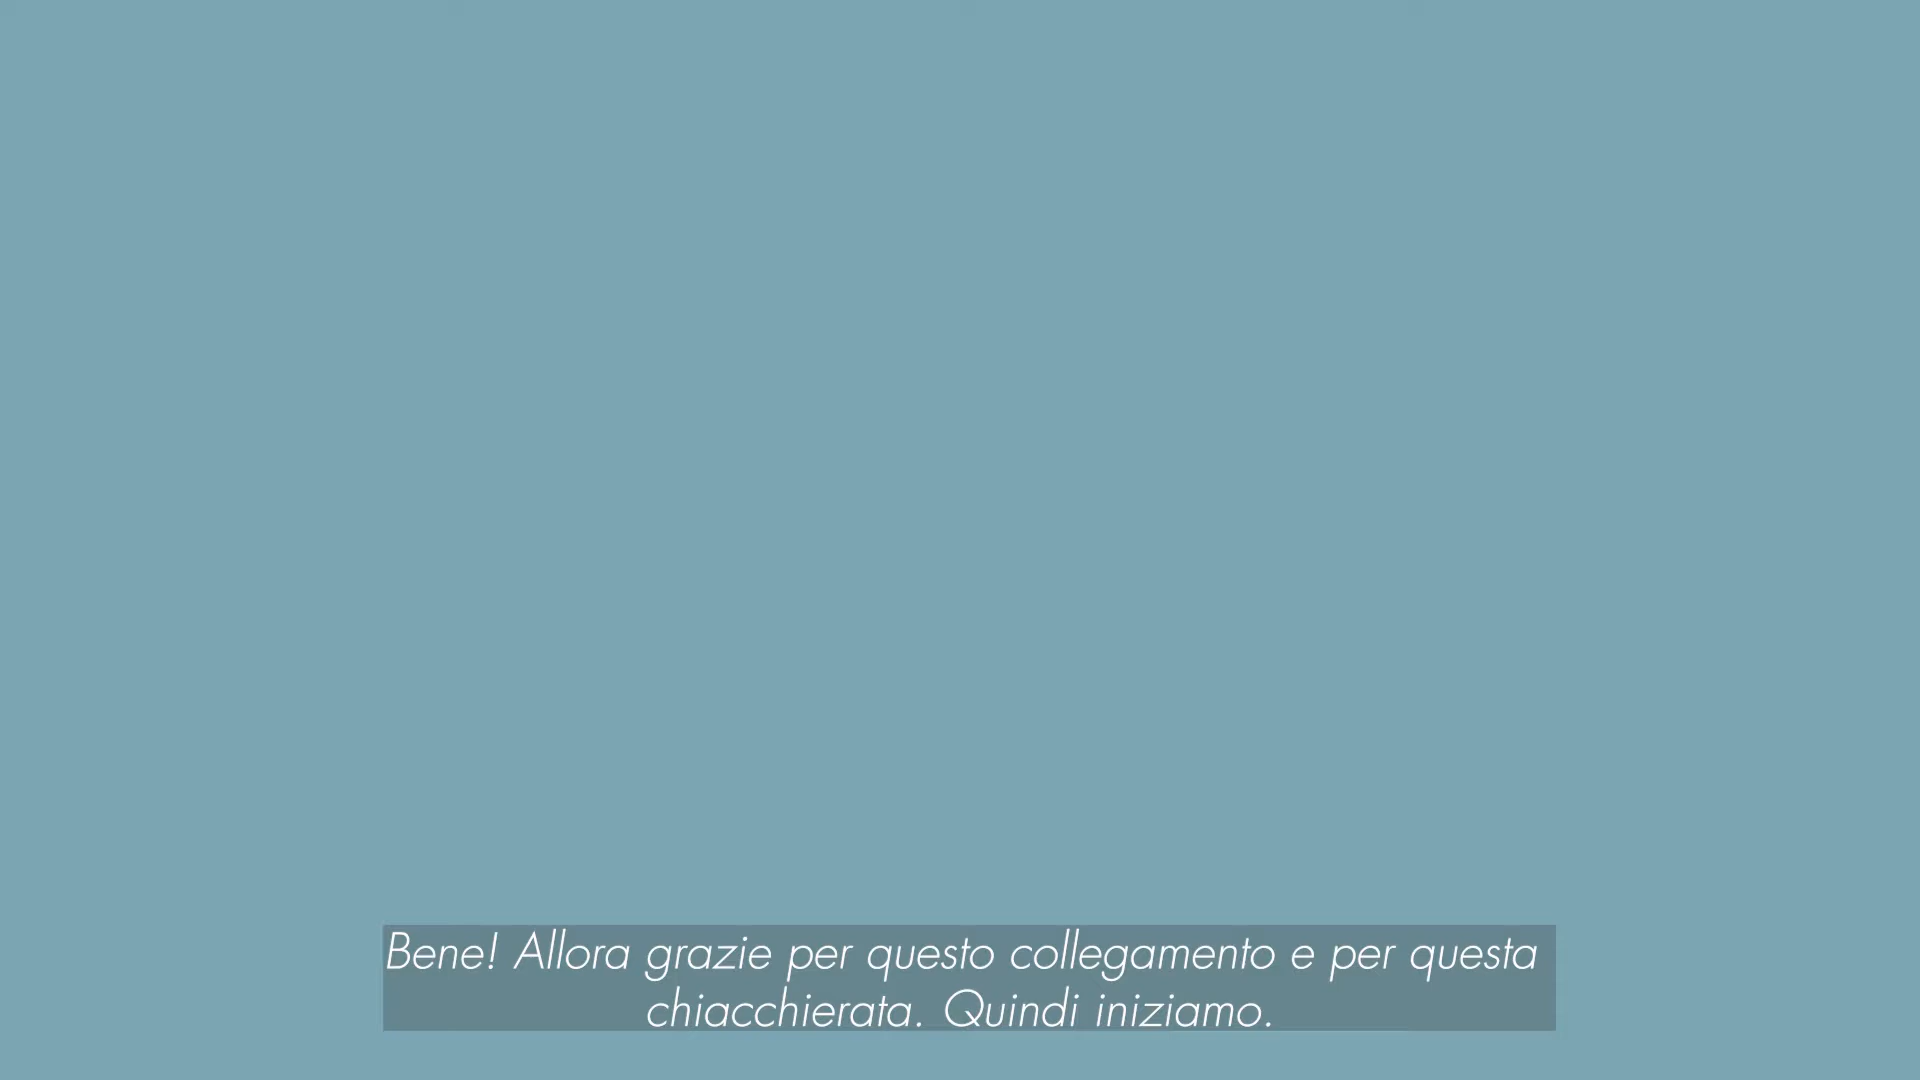 Bene! Allora grazie per questo collegamento e per questa
chiacchierata. Quindi iniziamo.